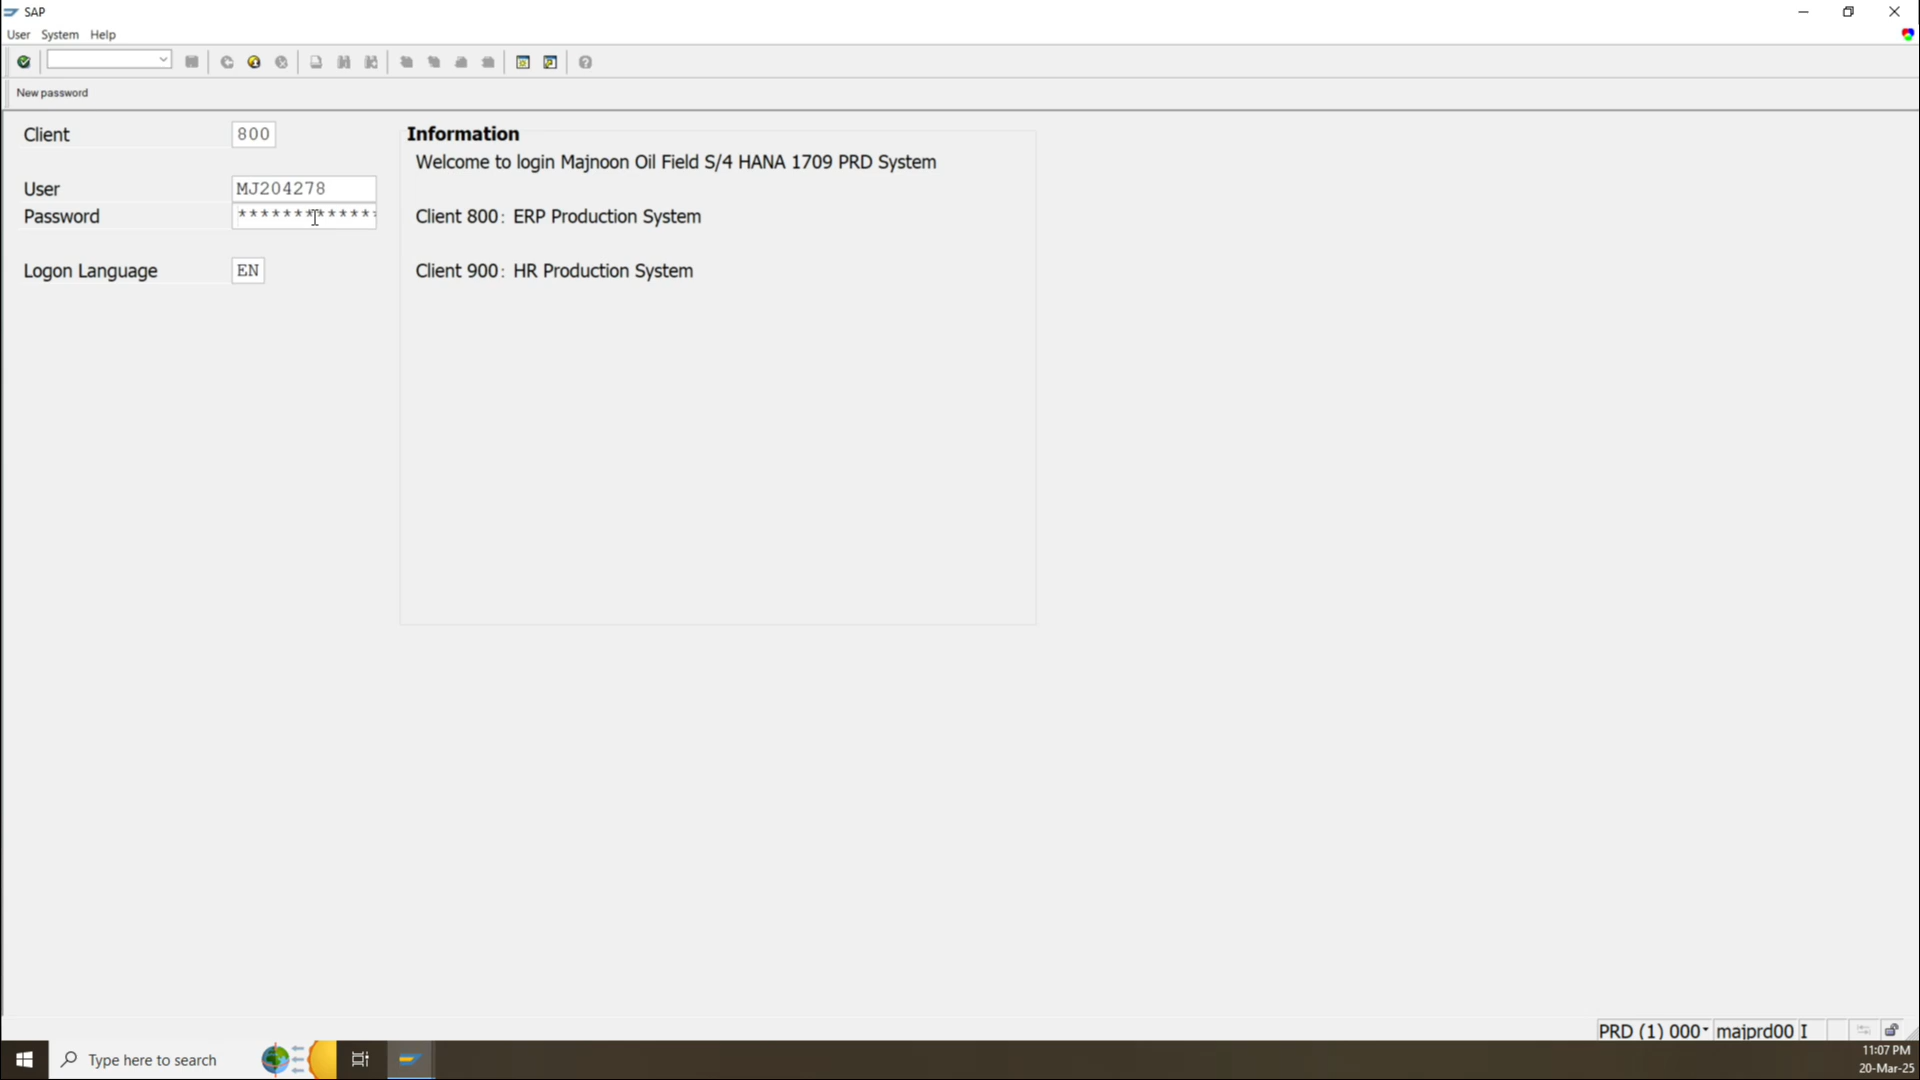 SAP
User System Help
New password
Client 800
User MJ204278
Password *************
Logon Language EN
Information
Welcome to login Majnoon Oil Field S/4 HANA 1709 PRD System
Client 800: ERP Production System
Client 900: HR Production System
PRD (1) 000 majprd00
Type here to search
11:07 PM
20-Mar-25